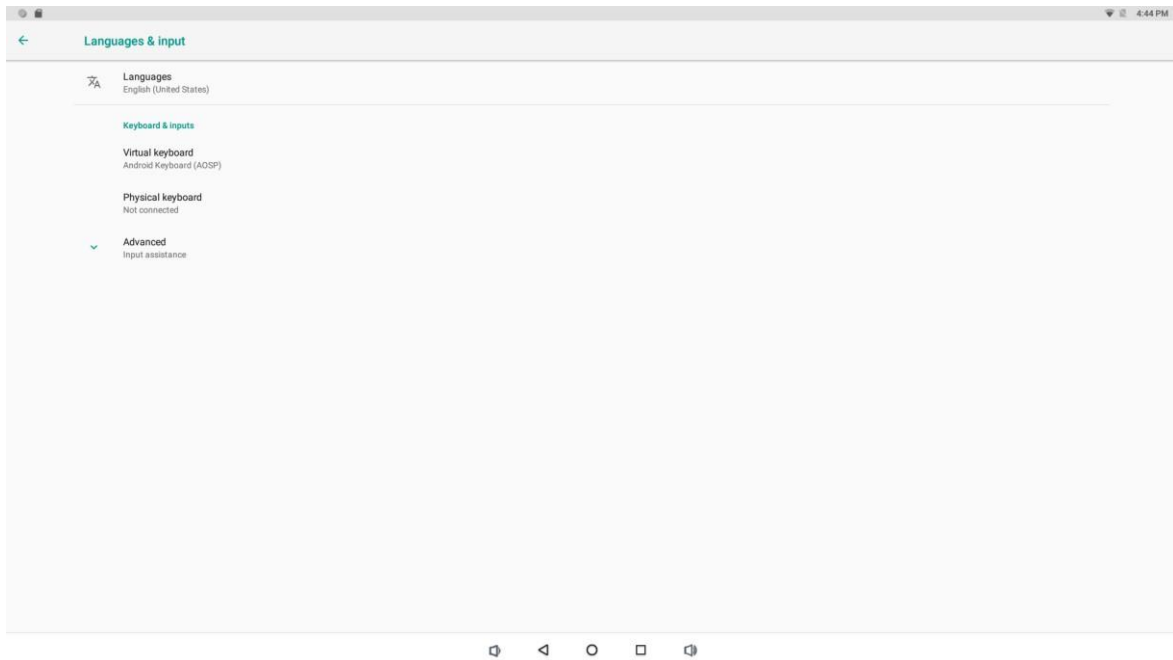 4:44 PM
Languages & input
Languages
English (United States)
Keyboard & inputs
Virtual keyboard
Android Keyboard (AOSP)
Physical keyboard
Not connected
Advanced
Input assistance